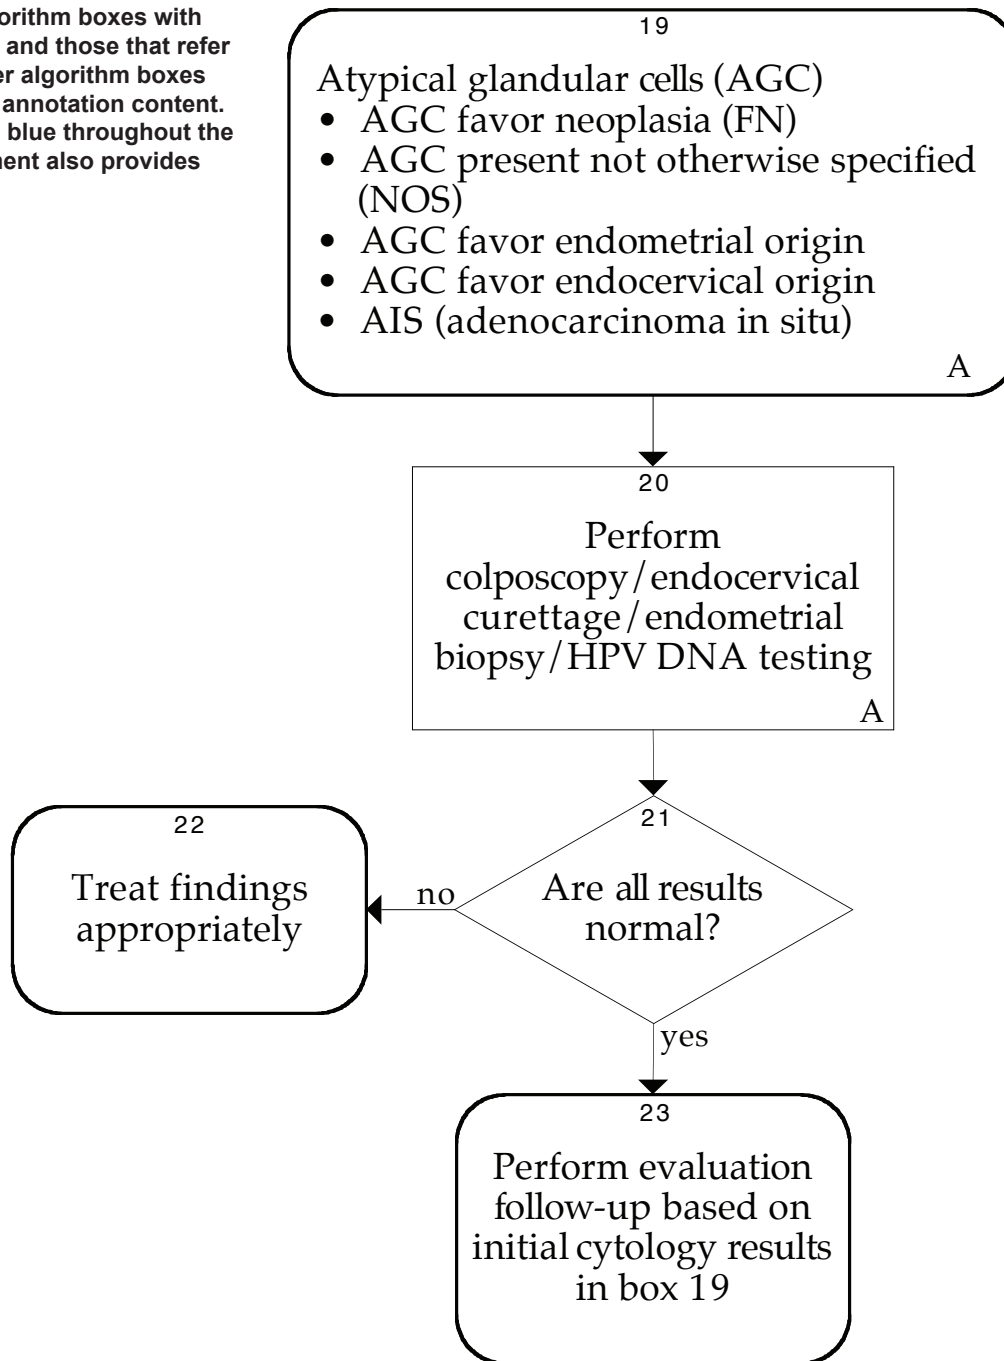 orithm boxes with
and those that refer
er algorithm boxes
annotation content.
blue throughout the
ment also provides
19
Atypical glandular cells (AGC)
• AGC favor neoplasia (FN)
• AGC present not otherwise specified
(NOS)
• AGC favor endometrial origin
• AGC favor endocervical origin
• AIS (adenocarcinoma in situ)
A
20
Perform
colposcopy/endocervical
curettage/endometrial
biopsy/HPV DNA testing
A
21
Are all results
normal?
no
22
Treat findings
appropriately
yes
23
Perform evaluation
follow-up based on
initial cytology results
in box 19